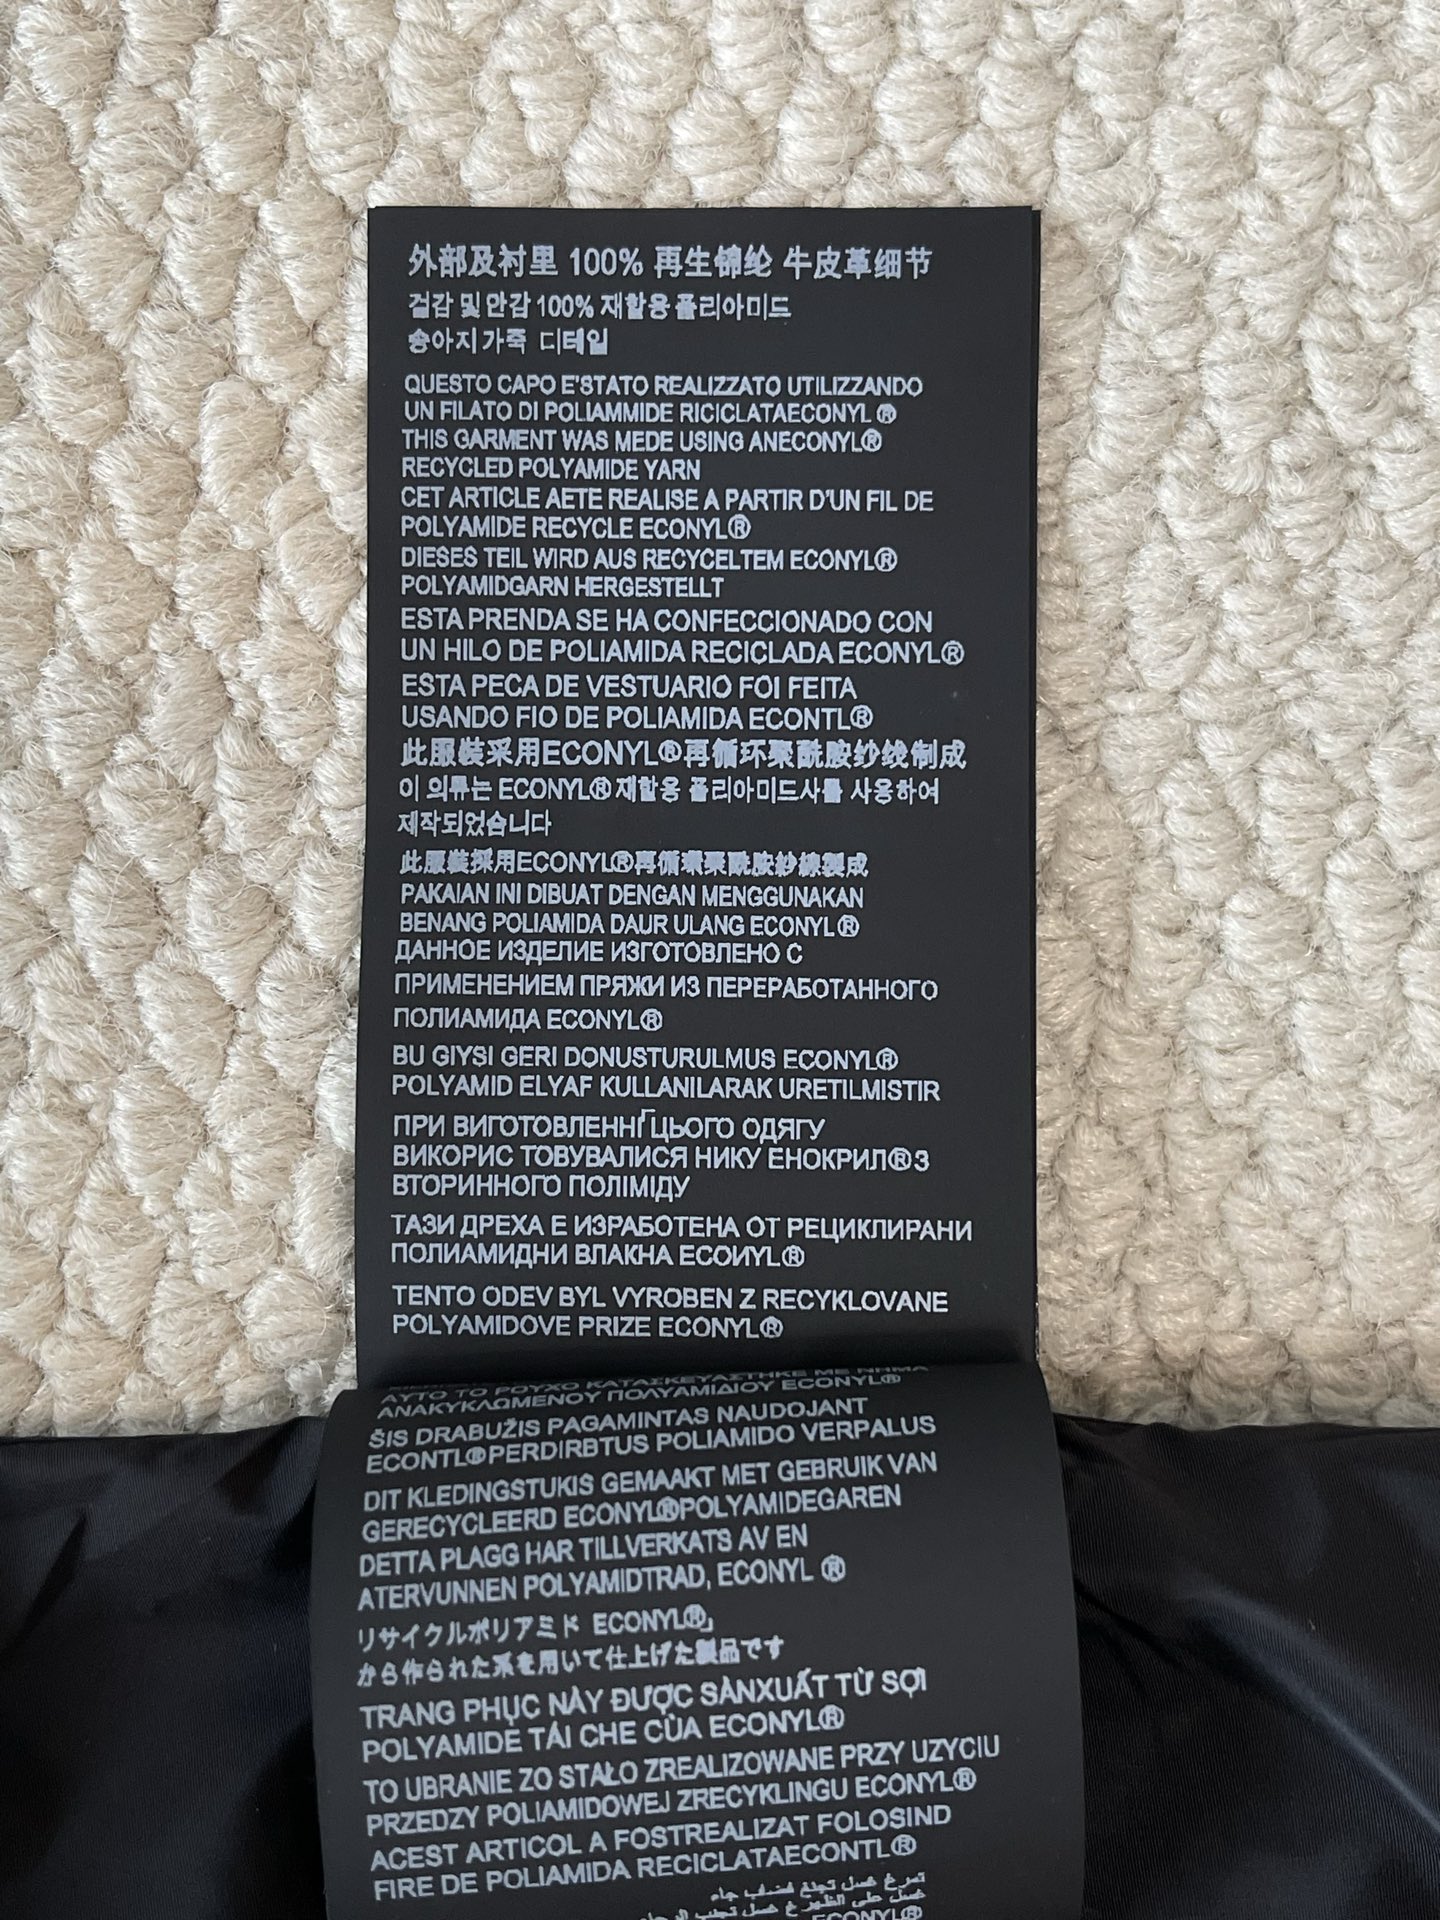 外部及衬里 100% 再生锦纶 牛皮革细节
겉감 및 안감 100% 재활용 폴리아미드
송아지가죽 디테일
QUESTO CAPO E'STATO REALIZZATO UTILIZZANDO
UN FILATO DI POLIAMMIDE RICICLATAECONYL ®
THIS GARMENT WAS MEDE USING ANECONYL®
RECYCLED POLYAMIDE YARN
CET ARTICLE AETE REALISE A PARTIR D'UN FIL DE
POLYAMIDE RECYCLE ECONYL®
DIESES TEIL WIRD AUS RECYCELTEM ECONYL®
POLYAMIDGARN HERGESTELLT
ESTA PRENDA SE HA CONFECCIONADO CON
UN HILO DE POLIAMIDA RECICLADA ECONYL®
ESTA PECA DE VESTUARIO FOI FEITA
USANDO FIO DE POLIAMIDA ECONTL®
此服装采用ECONYL®再循环聚酰胺纱线制成
이 의류는 ECONYL® 재활용 폴리아미드사를 사용하여
제작되었습니다
此服裝採用ECONYL®再循環聚酰胺紗線製成
PAKAIAN INI DIBUAT DENGAN MENGGUNAKAN
BENANG POLIAMIDA DAUR ULANG ECONYL®
ДАННОЕ ИЗДЕЛИЕ ИЗГОТОВЛЕНО С
ПРИМЕНЕНИЕМ ПРЯЖИ ИЗ ПЕРЕРАБОТАННОГО
ПОЛИАМИДА ECONYL®
BU GIYSI GERI DONUSTURULMUS ECONYL®
POLYAMID ELYAF KULLANILARAK URETILMISTIR
ПРИ ВИГОТОВЛЕННҐЦЬОГО ОДЯГУ
ВИКОРИС ТОВУВАЛИСЯ НИКУ ЕНОКРИЛ®З
ВТОРИННОГО ПОЛІМІДУ
ТАЗИ ДРЕХА Е ИЗРАБОТЕНА ОТ РЕЦИКЛИРАНИ
ПОЛИАМИДНИ ВЛАКНА ECOИYL®
TENTO ODEV BYL VYROBEN Z RECYKLOVANE
POLYAMIDOVE PRIZE ECONYL®
ΑΥΤΟ ΤΟ ΡΟΥΧΟ ΚΑΤΑΣΚΕΥΑΣΤΗΚΕ ΜΕ ΝΗΜΑ
ΑΝΑΚΥΚΛΩΜΕΝΟΥ ΠΟΛΥΑΜΙΔΙΟΥ ECONYL®
ŠIS DRABUŽIS PAGAMINTAS NAUDOJANT
ECONTL®PERDIRBTUS POLIAMIDO VERPALUS
DIT KLEDINGSTUKIS GEMAAKT MET GEBRUIK VAN
GERECYCLEERD ECONYL®POLYAMIDEGAREN
DETTA PLAGG HAR TILLVERKATS AV EN
ATERVUNNEN POLYAMIDTRAD, ECONYL ®
リサイクルポリアミド ECONYL®」
から作られた系を用いて仕上げた製品です
TRANG PHỤC NÀY ĐƯỢC SẢNXUẤT TỪ SỢI
POLYAMIDE TÁI CHE CỦA ECONYL®
TO UBRANIE ZO STAŁO ZREALIZOWANE PRZY UZYCIU
PRZEDZY POLIAMIDOWEJ ZRECYKLINGU ECONYL®
ACEST ARTICOL A FOSTREALIZAT FOLOSIND
FIRE DE POLIAMIDA RECICLATAECONTL®
ECONYL®